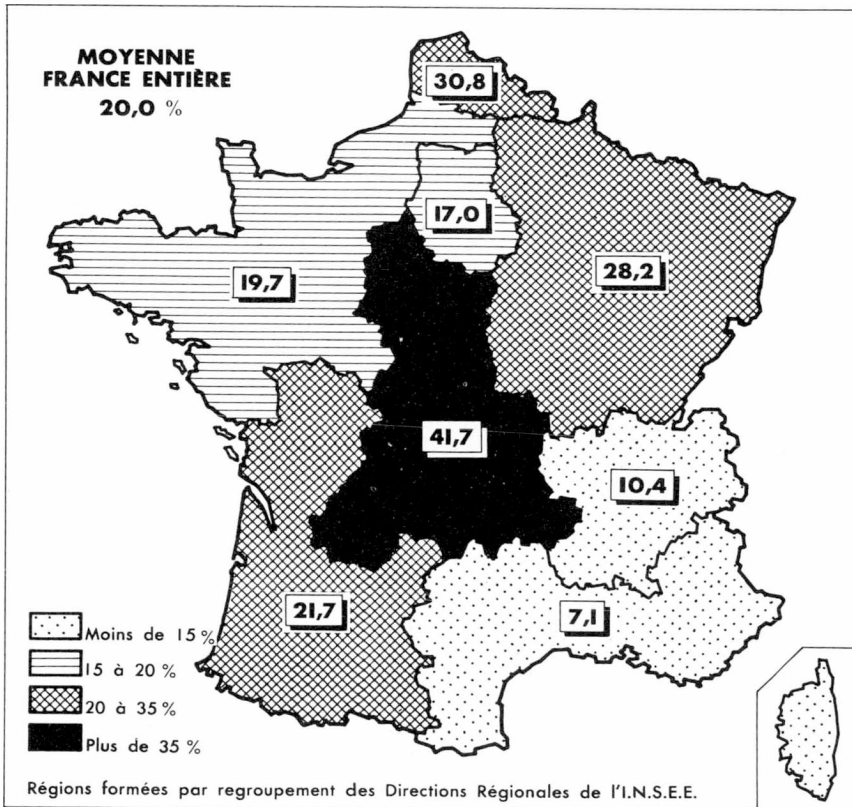 MOYENNE
FRANCE ENTIÈRE
20,0 %
30,8
17,0
19,7
28,2
41,7
10,4
21,7
7,1
Moins de 15 %
15 à 20 %
20 à 35 %
Plus de 35 %
Régions formées par regroupement des Directions Régionales de l'I.N.S.E.E.